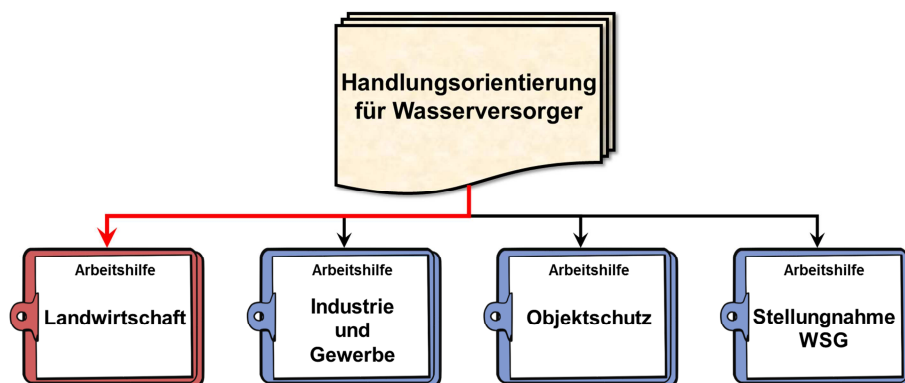 Handlungsorientierung
für Wasserversorger
Arbeitshilfe
Landwirtschaft
Arbeitshilfe
Industrie
und
Gewerbe
Arbeitshilfe
Objektschutz
Arbeitshilfe
Stellungnahme
WSG